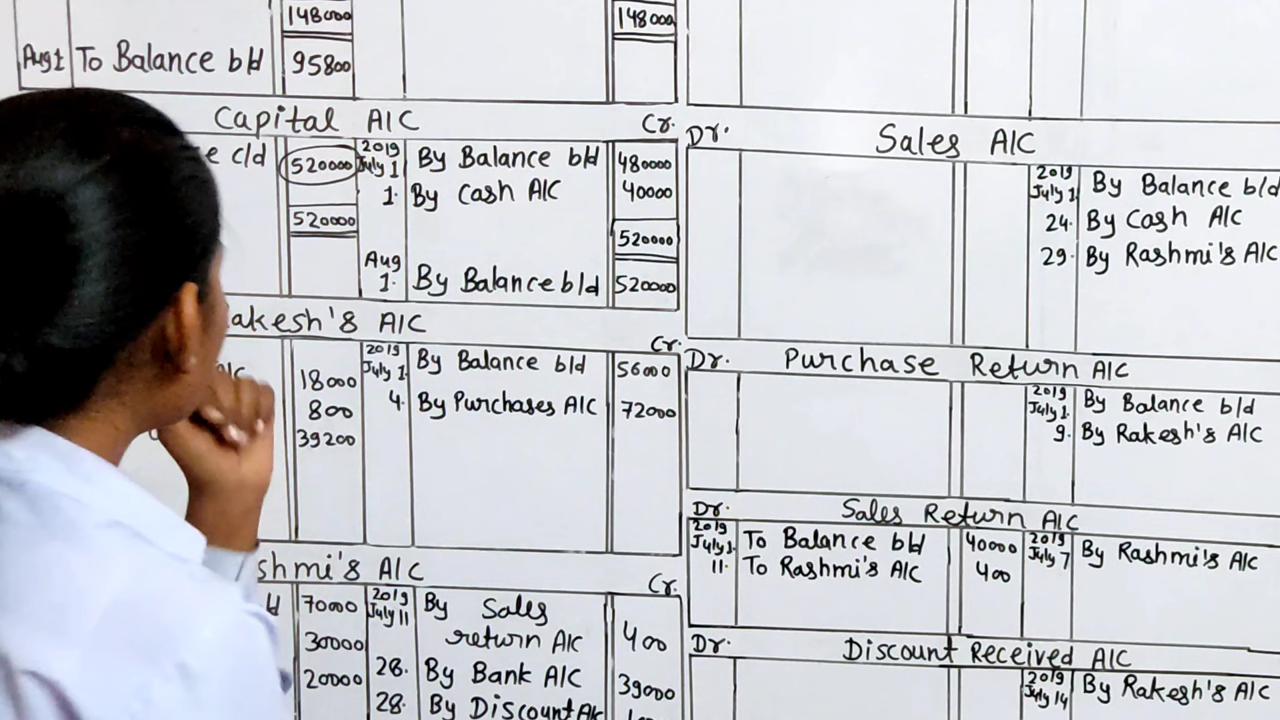 148000 148000
Aug 1 To Balance b/d 95800
Capital A/C Cr.
e c/d 520000 2019 July 1 By Balance b/d 480000
1. By Cash A/C 40000
520000 520000
Aug 1. By Balance b/d 520000
akesh's A/C Cr.
A/C 18000 2019 July 1 By Balance b/d 56000
800 4. By Purchases A/C 72000
39200
shmi's A/C Cr.
d 70000 2019 July 11 By Sales
30000 return A/C 400
20000 28. By Bank A/C 39000
28. By Discount A/c
Dr. Sales A/C
2019 July 1 By Balance b/d
24. By Cash A/C
29. By Rashmi's A/C
Dr. Purchase Return A/C
2019 July 1. By Balance b/d
9. By Rakesh's A/C
Dr. Sales Return A/C
2019 July 1. To Balance b/d 40000 2019 July 7 By Rashmi's A/C
11. To Rashmi's A/C 400
Dr. Discount Received A/C
2019 July 14 By Rakesh's A/C